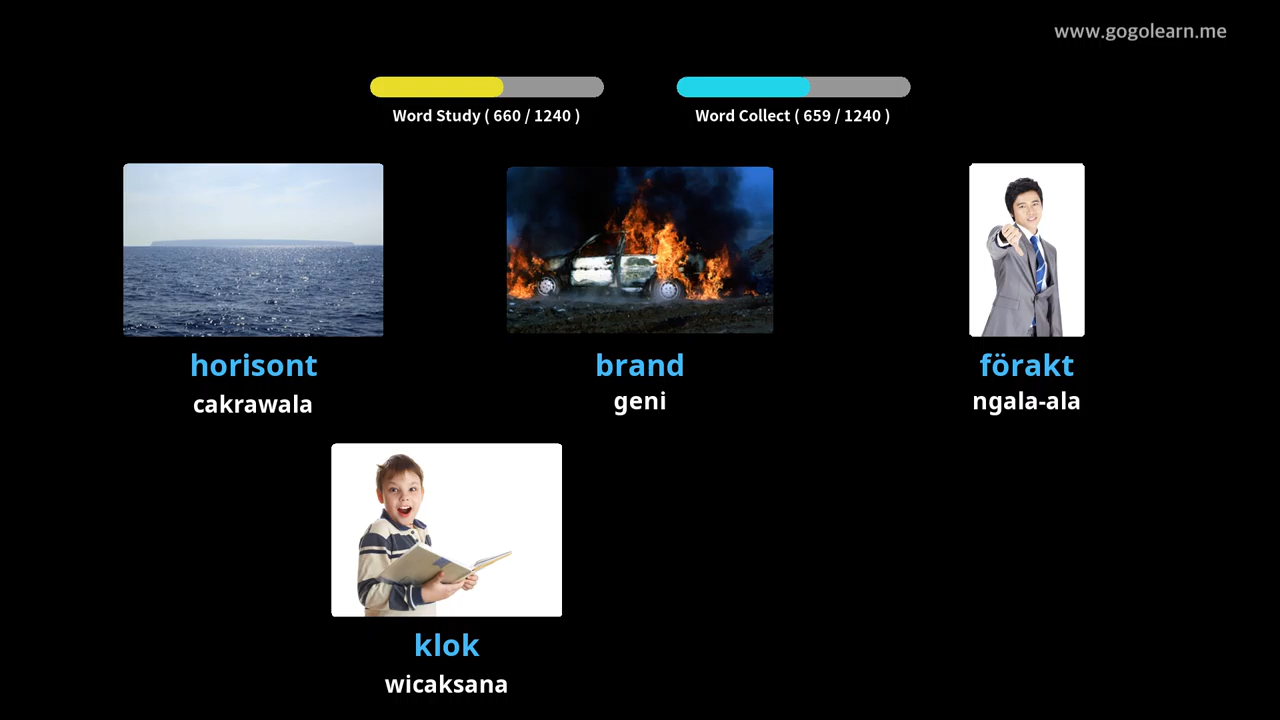 www.gogolearn.me
Word Study ( 660 / 1240 )
Word Collect ( 659 / 1240 )
horisont
cakrawala
brand
geni
förakt
ngala-ala
klok
wicaksana